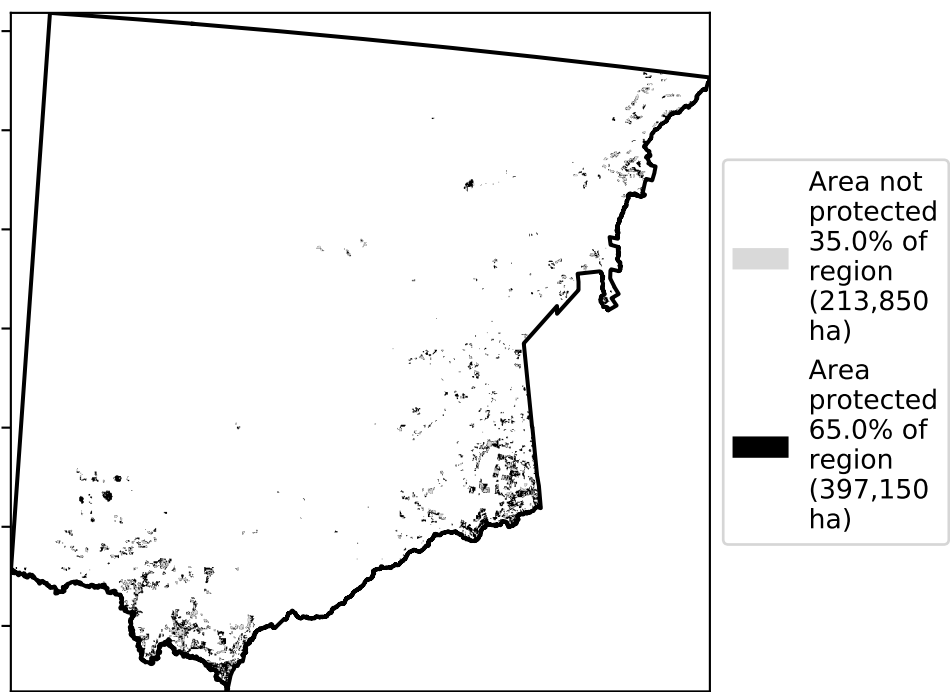 Area not
protected
35.0% of
region
(213,850
ha)
Area
protected
65.0% of
region
(397,150
ha)